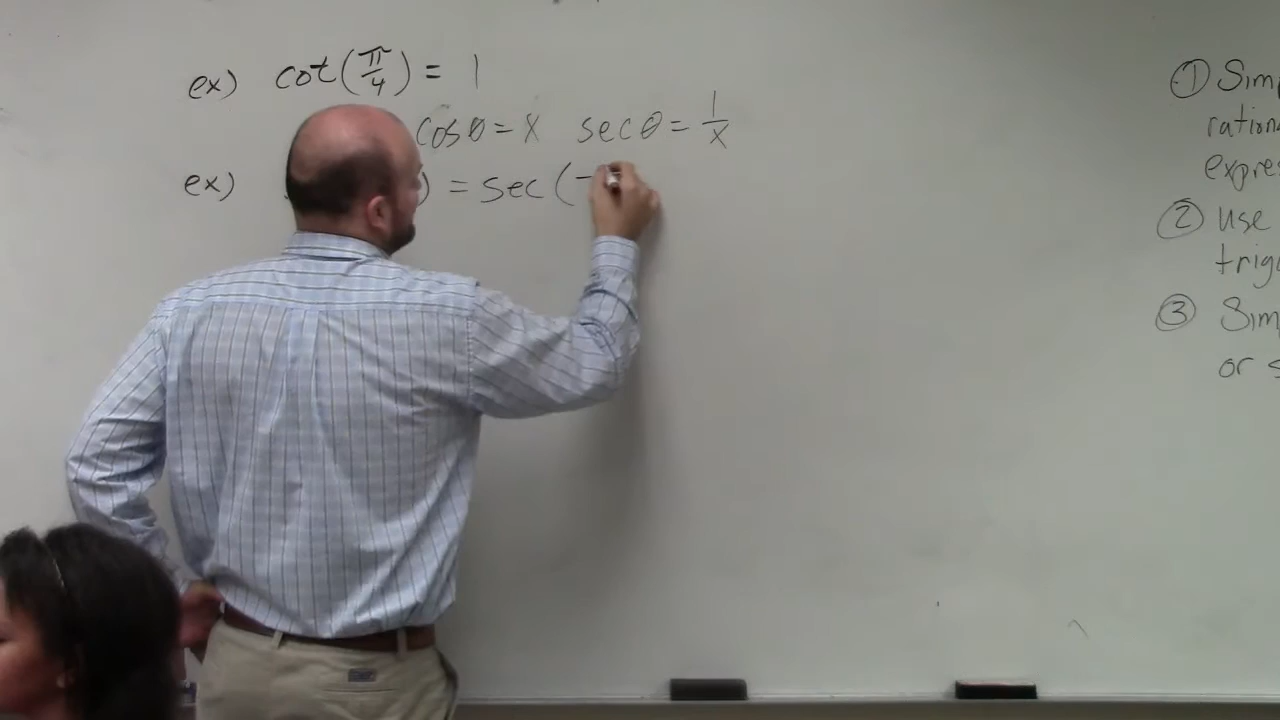 ex) cot(π/4) = 1
cosθ = x secθ = 1/x
ex) ) = sec(
① Sim
ration
expre
② use
trig
③ Sim
or s